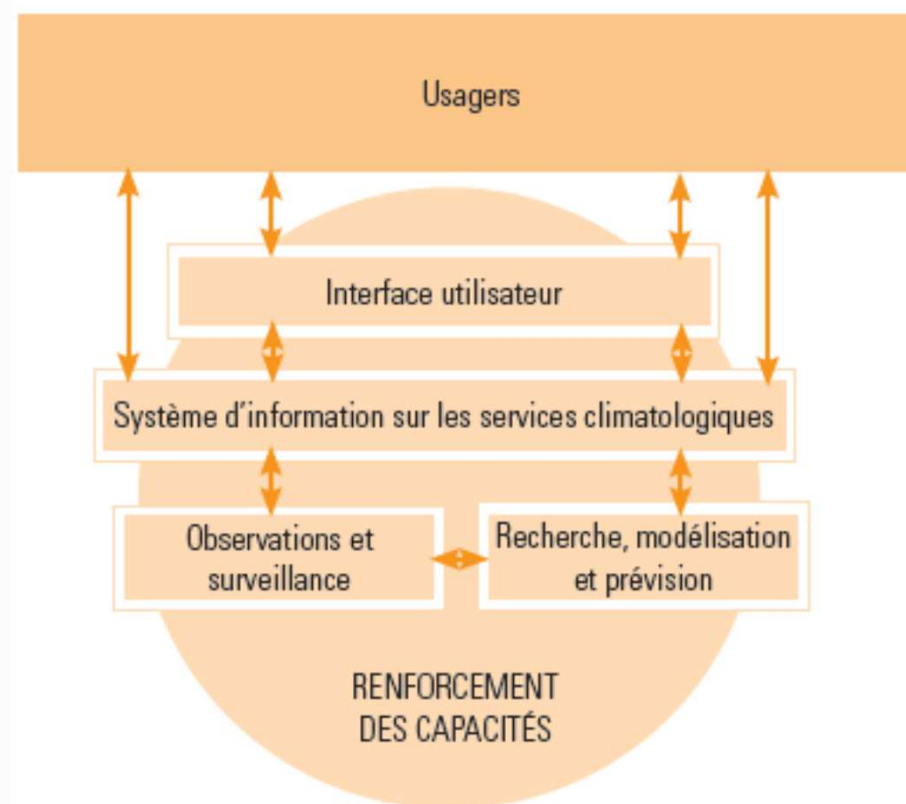 Usagers
Interface utilisateur
Système d'information sur les services climatologiques
Observations et
surveillance
Recherche, modélisation
et prévision
RENFORCEMENT
DES CAPACITÉS